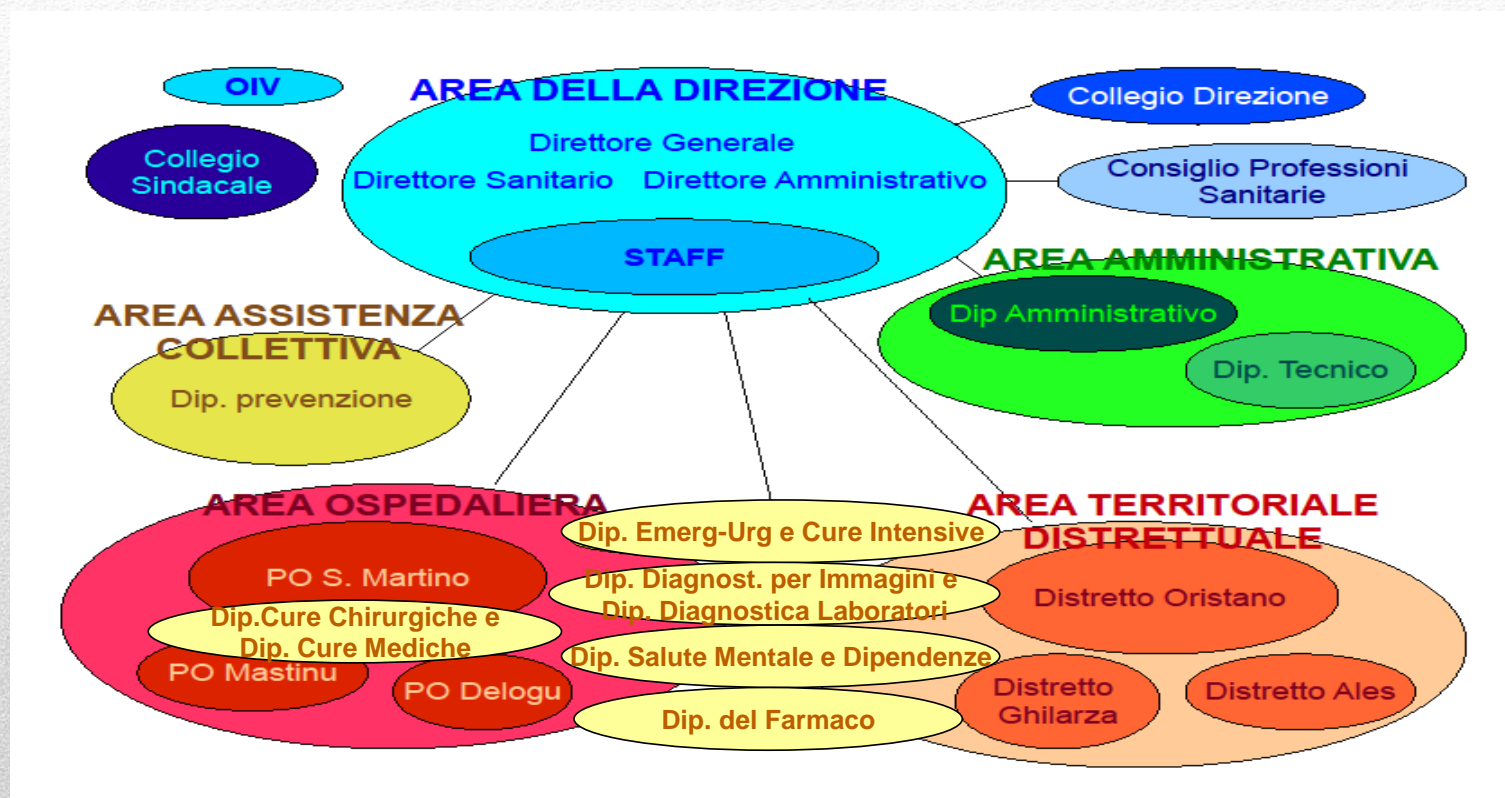 OIV
AREA DELLA DIREZIONE
Collegio Direzione
Direttore Generale
Collegio
Sindacale
Direttore Sanitario Direttore Amministrativo
Consiglio Professioni
Sanitarie
STAFF
AREA AMMINISTRATIVA
Dip Amministrativo
Dip. Tecnico
AREA ASSISTENZA
COLLETTIVA
Dip. prevenzione
AREA OSPEDALIERA
PO S. Martino
Dip.Cure Chirurgiche e
Dip. Cure Mediche
PO Mastinu
PO Delogu
Dip. Emerg-Urg e Cure Intensive
Dip. Diagnost. per Immagini e
Dip. Diagnostica Laboratori
Dip. Salute Mentale e Dipendenze
Dip. del Farmaco
AREA TERRITORIALE
DISTRETTUALE
Distretto Oristano
Distretto
Ghilarza
Distretto Ales